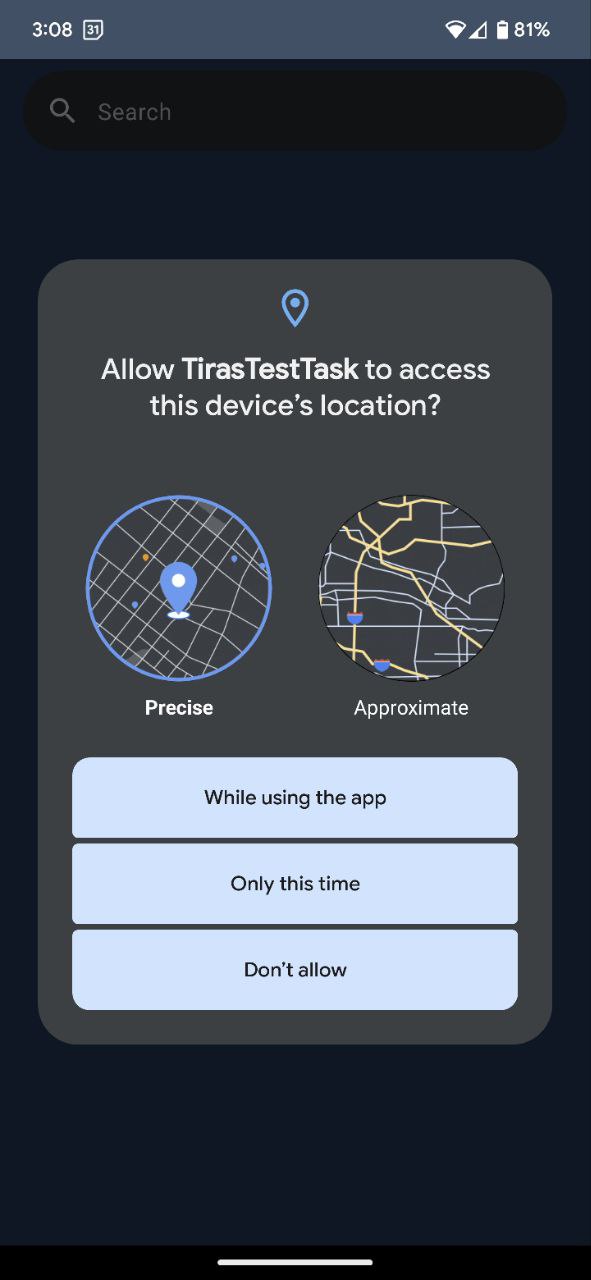 3:08 31 81%
Search
Allow TirasTestTask to access
this device’s location?
Precise Approximate
While using the app
Only this time
Don’t allow